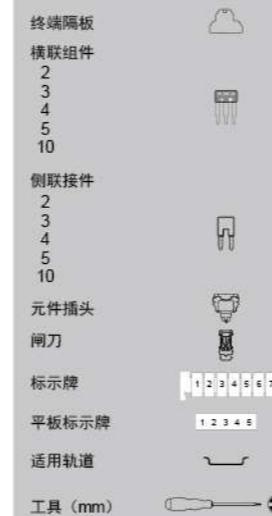 终端隔板
横联组件
2
3
4
5
10
侧联接件
2
3
4
5
10
元件插头
闸刀
标示牌 1 2 3 4 5 6 7
平板标示牌 1 2 3 4 5
适用轨道
工具（mm）